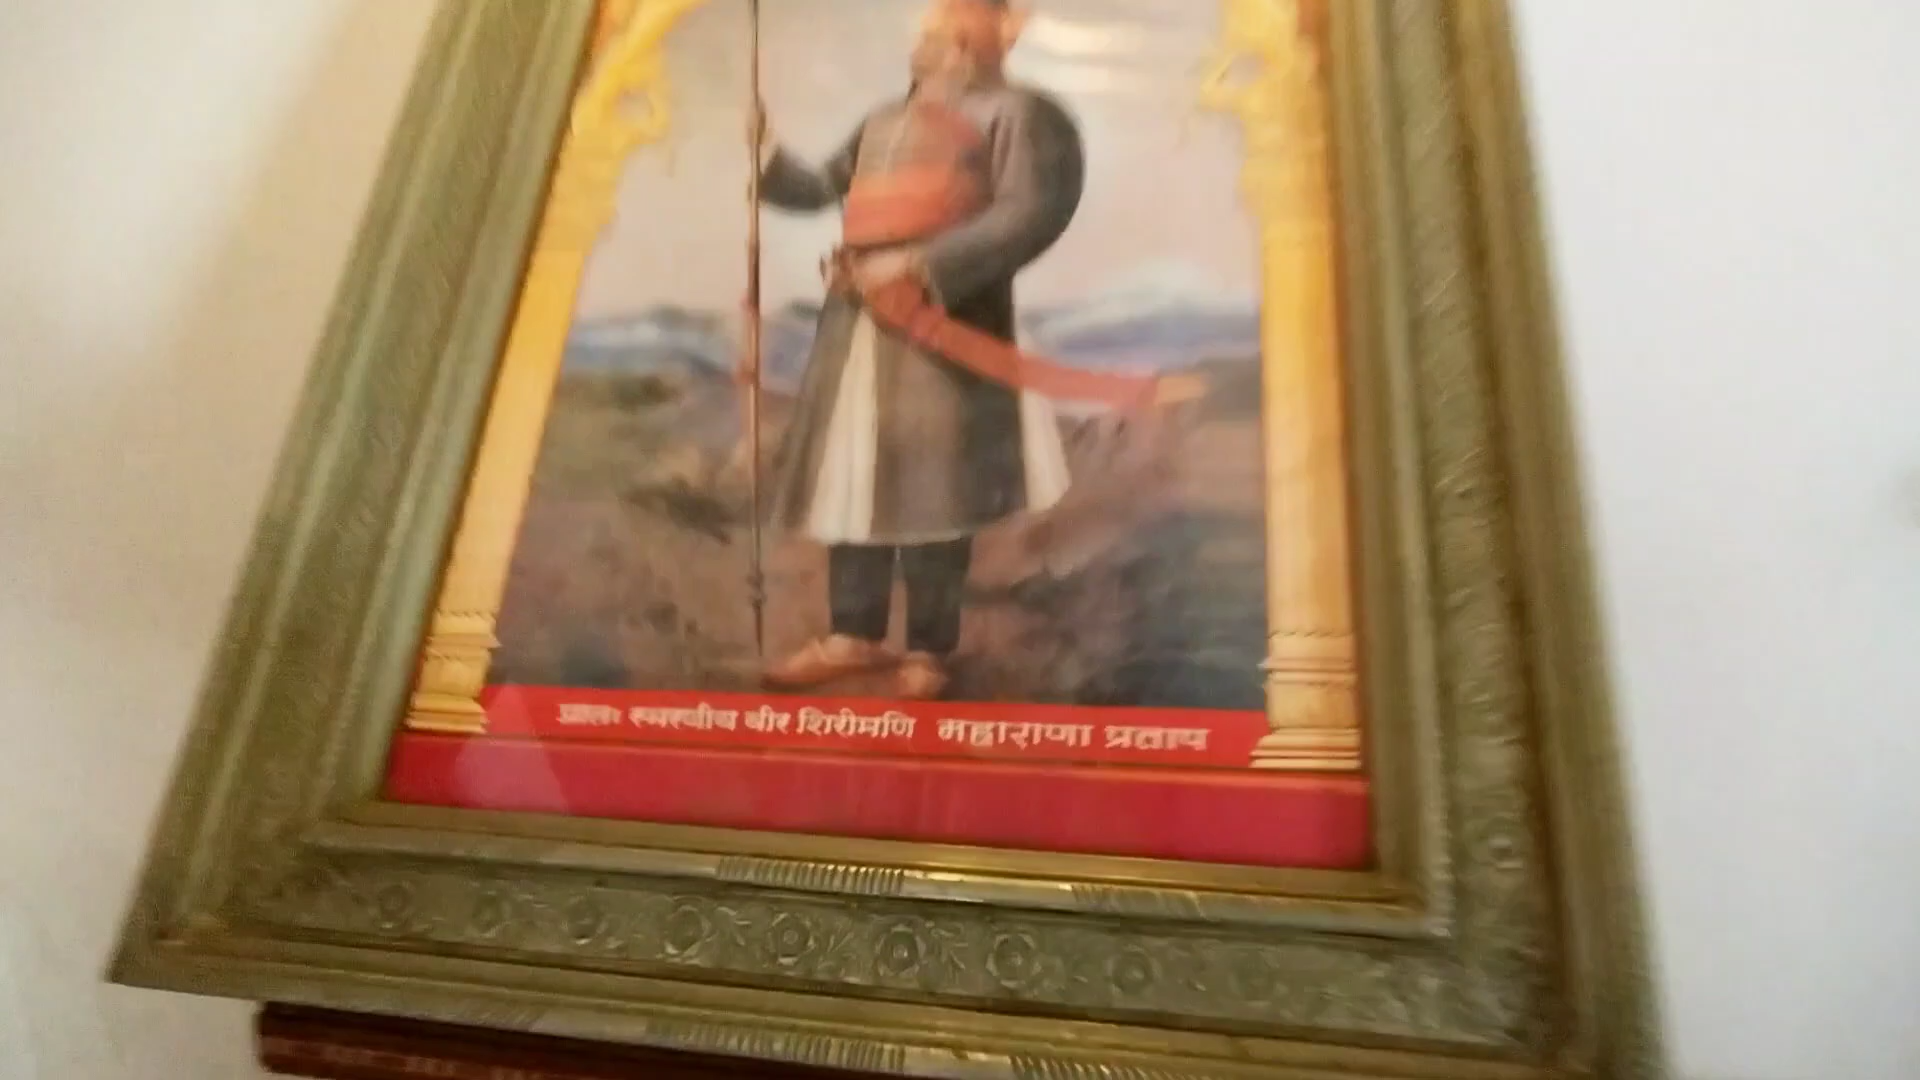 प्रातः स्मरणीय वीर शिरोमणि महाराणा प्रताप